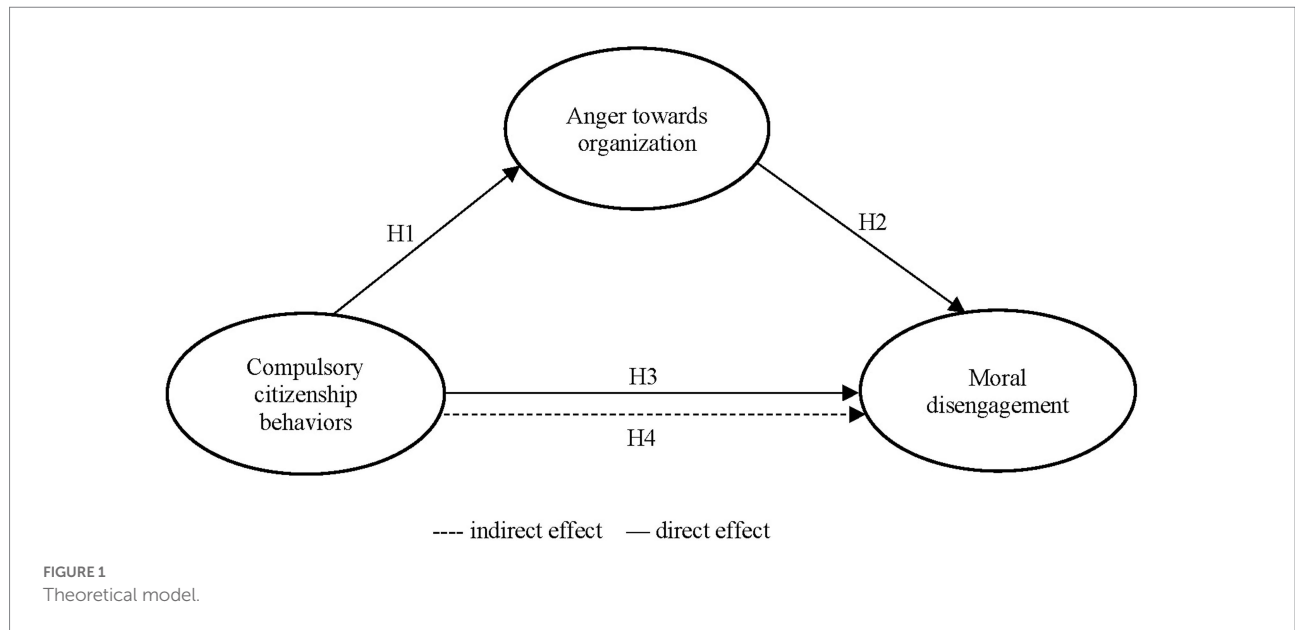 Anger towards
organization
H1
H2
Compulsory
citizenship
behaviors
H3
H4
Moral
disengagement
---- indirect effect — direct effect
FIGURE 1
Theoretical model.